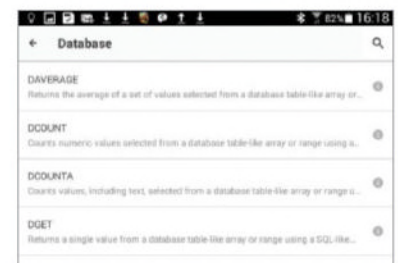 82% 16:18
Database
DAVERAGE
Returns the average of a set of values selected from a database table-like array or...
DCOUNT
Counts numeric values selected from a database table-like array or range using a...
DCOUNTA
Counts values, including text, selected from a database table-like array or range u...
DGET
Returns a single value from a database table-like array or range using a SQL-like...